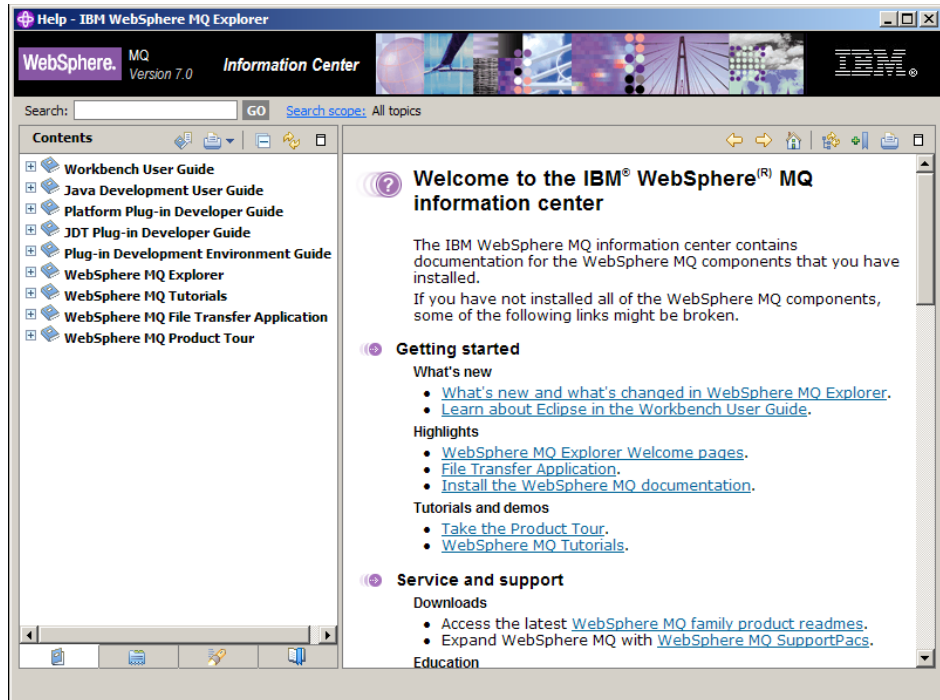 Help - IBM WebSphere MQ Explorer
WebSphere. MQ
Version 7.0
Information Center
IBM®
Search: GO Search scope: All topics
Contents
Workbench User Guide
Java Development User Guide
Platform Plug-in Developer Guide
JDT Plug-in Developer Guide
Plug-in Development Environment Guide
WebSphere MQ Explorer
WebSphere MQ Tutorials
WebSphere MQ File Transfer Application
WebSphere MQ Product Tour
Welcome to the IBM® WebSphere(R) MQ
information center
The IBM WebSphere MQ information center contains
documentation for the WebSphere MQ components that you have
installed.
If you have not installed all of the WebSphere MQ components,
some of the following links might be broken.
Getting started
What's new
• What's new and what's changed in WebSphere MQ Explorer.
• Learn about Eclipse in the Workbench User Guide.
Highlights
• WebSphere MQ Explorer Welcome pages.
• File Transfer Application.
• Install the WebSphere MQ documentation.
Tutorials and demos
• Take the Product Tour.
• WebSphere MQ Tutorials.
Service and support
Downloads
• Access the latest WebSphere MQ family product readmes.
• Expand WebSphere MQ with WebSphere MQ SupportPacs.
Education